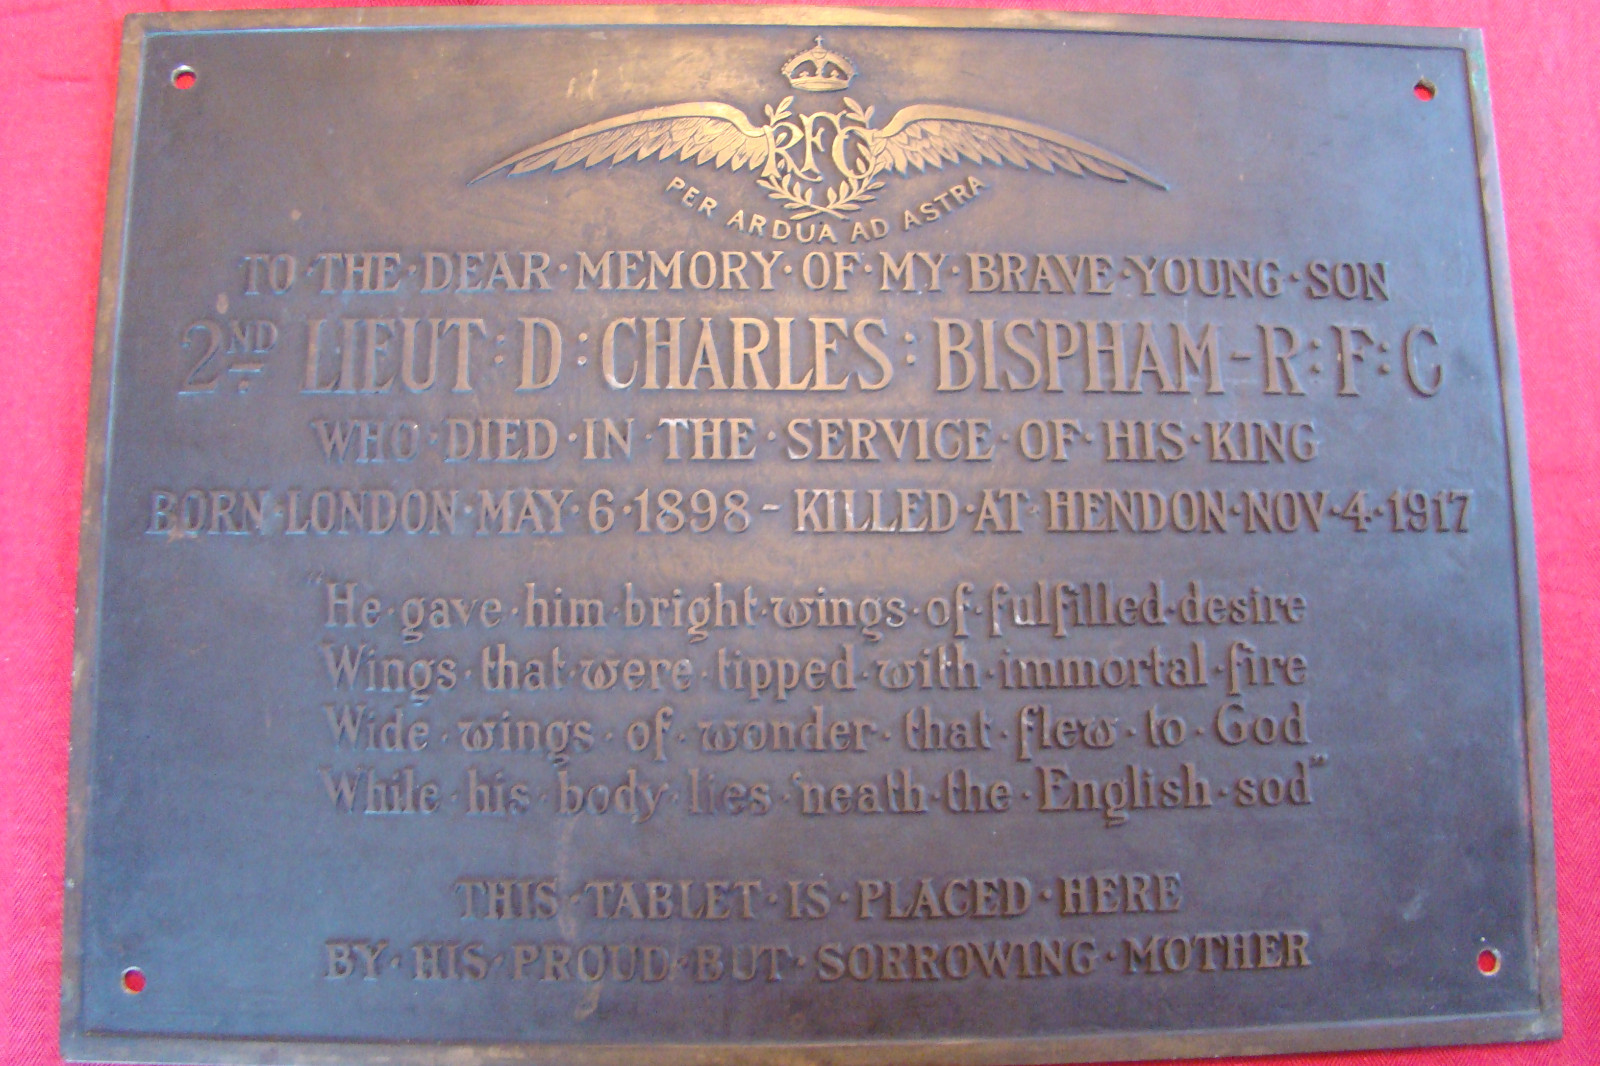 RFC
PER ARDUA AD ASTRA
TO·THE·DEAR·MEMORY·OF·MY·BRAVE·YOUNG·SON
2ND LIEUT:D:CHARLES:BISPHAM-R:F:C
WHO·DIED·IN·THE·SERVICE·OF·HIS·KING
BORN·LONDON·MAY·6·1898-KILLED·AT·HENDON·NOV·4·1917
"He·gave·him·bright·wings·of·fulfilled·desire
Wings·that·were·tipped·with·immortal·fire
Wide·wings·of·wonder·that·flew·to·God
While·his·body·lies·'neath·the·English·sod"
THIS·TABLET·IS·PLACED·HERE
BY·HIS·PROUD·BUT·SORROWING·MOTHER